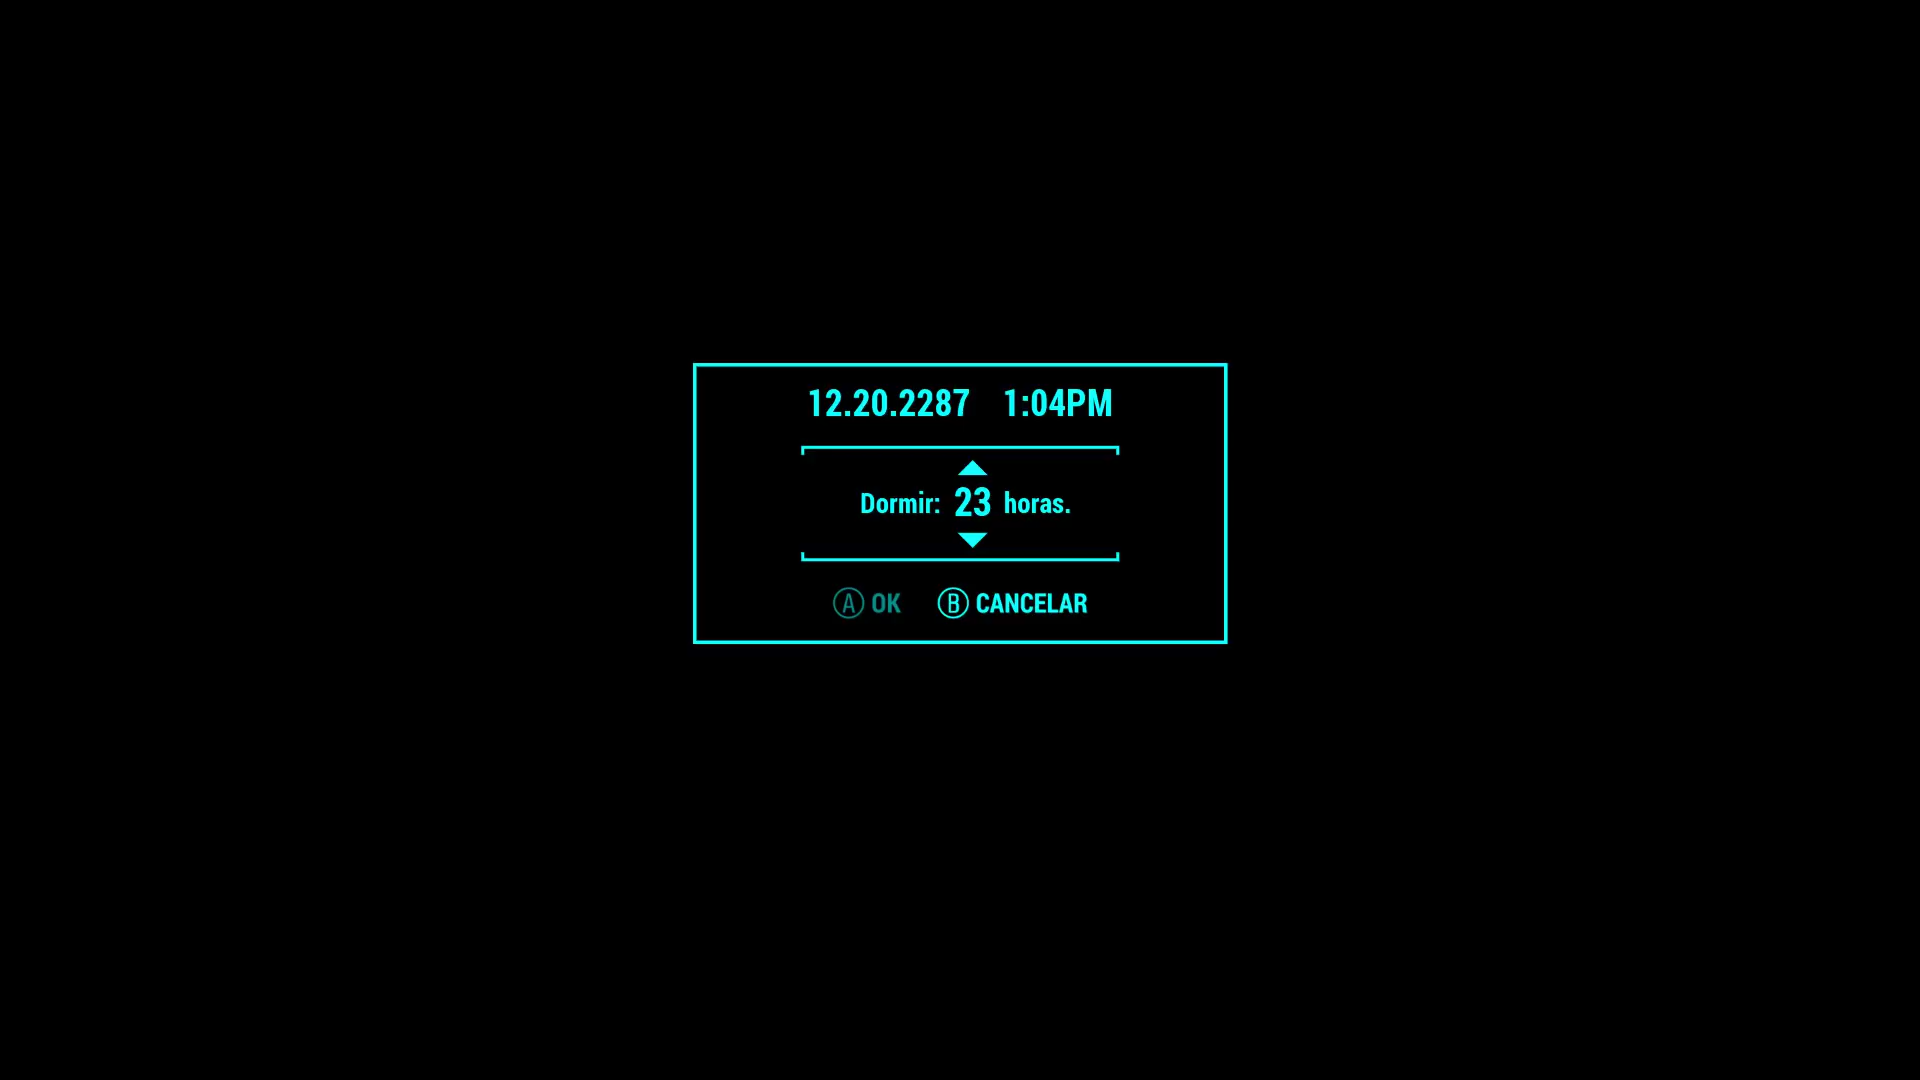 12.20.2287 1:04PM
Dormir: 23 horas.
Ⓐ OK Ⓑ CANCELAR